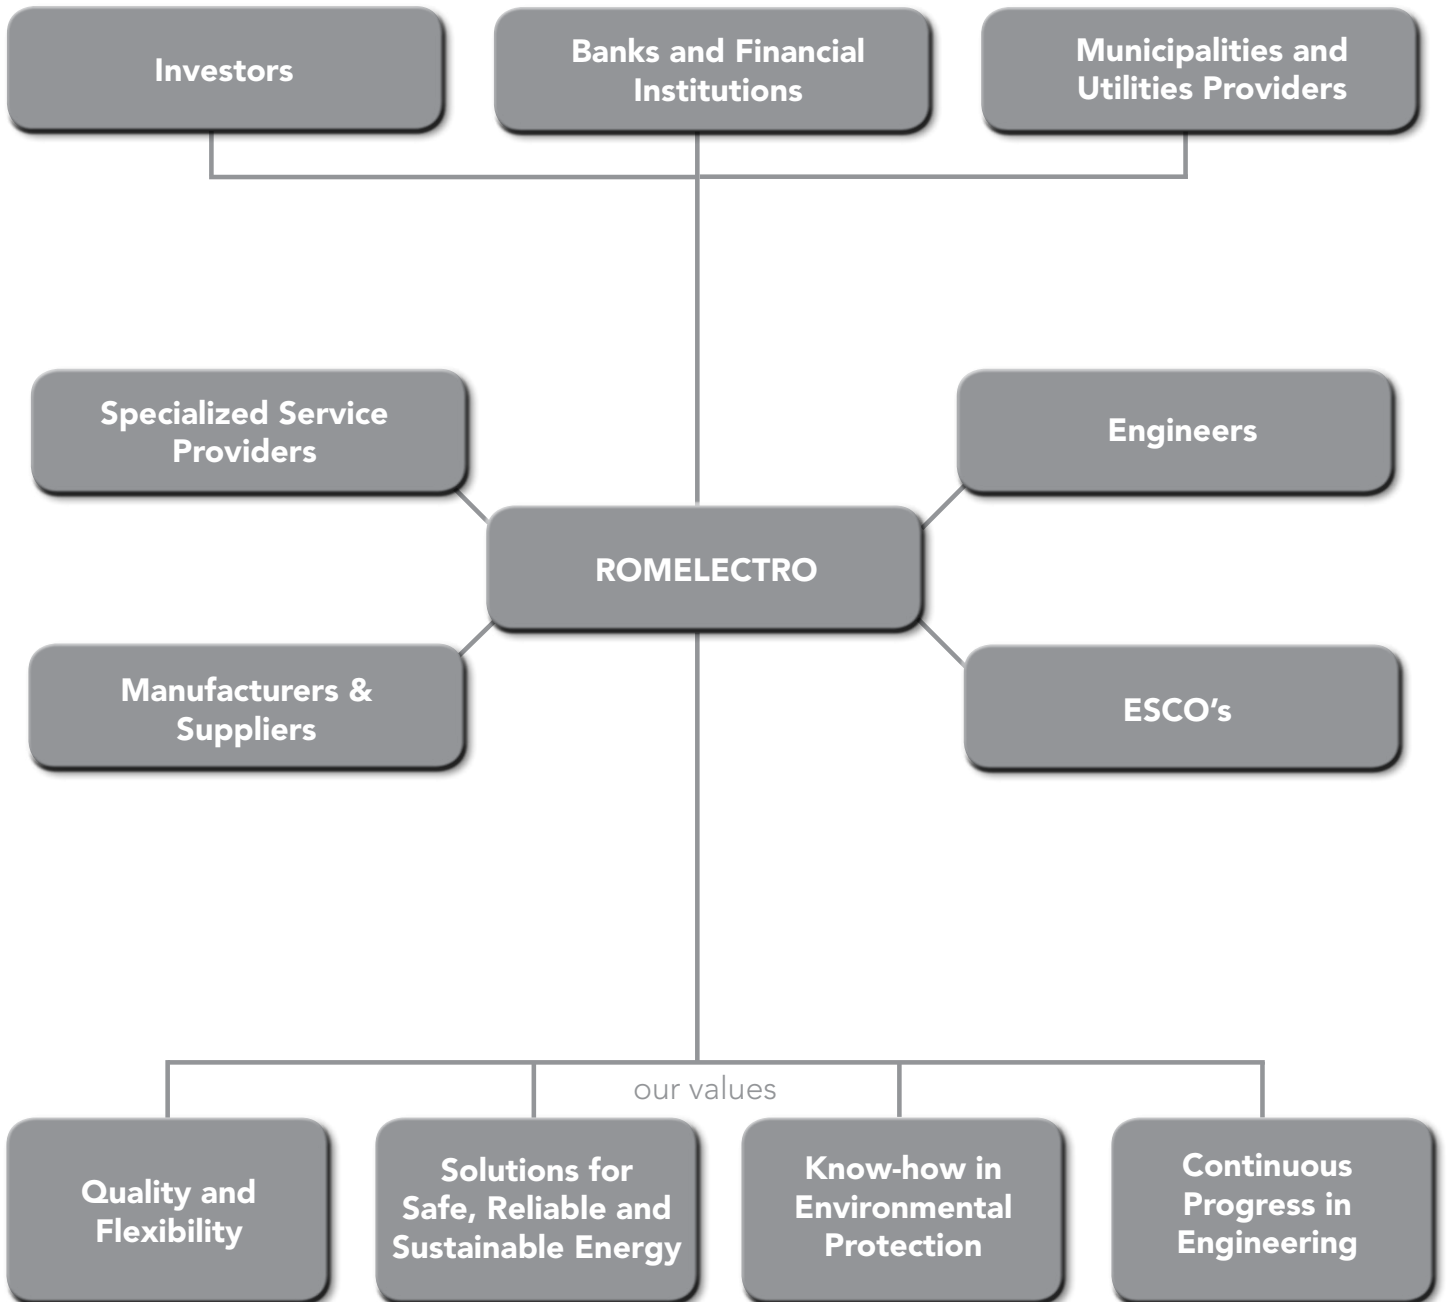 Investors
Banks and Financial
Institutions
Municipalities and
Utilities Providers
Specialized Service
Providers
Engineers
ROMELECTRO
Manufacturers &
Suppliers
ESCO’s
our values
Quality and
Flexibility
Solutions for
Safe, Reliable and
Sustainable Energy
Know-how in
Environmental
Protection
Continuous
Progress in
Engineering